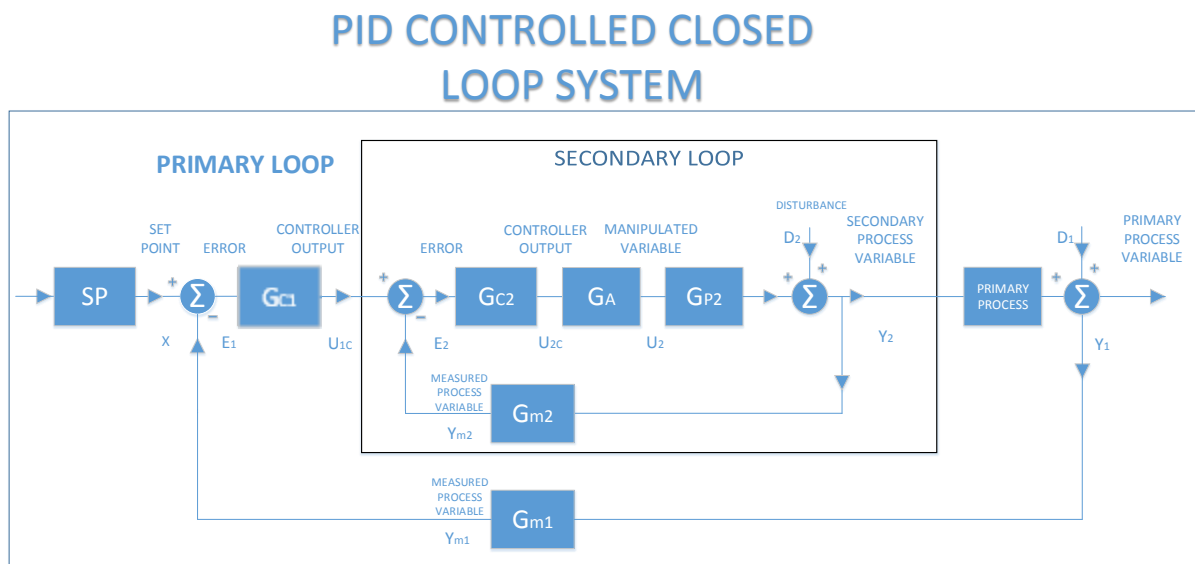 PID CONTROLLED CLOSED
LOOP SYSTEM
PRIMARY LOOP
SECONDARY LOOP
SET
POINT
ERROR
CONTROLLER
OUTPUT
ERROR
CONTROLLER
OUTPUT
MANIPULATED
VARIABLE
DISTURBANCE
D2
SECONDARY
PROCESS
VARIABLE
D1
PRIMARY
PROCESS
VARIABLE
SP
+
Σ
−
GC1
+
Σ
−
GC2
GA
GP2
+
+
Σ
PRIMARY
PROCESS
+
+
Σ
X
E1
U1C
E2
U2C
U2
Y2
Y1
MEASURED
PROCESS
VARIABLE
Ym2
Gm2
MEASURED
PROCESS
VARIABLE
Ym1
Gm1